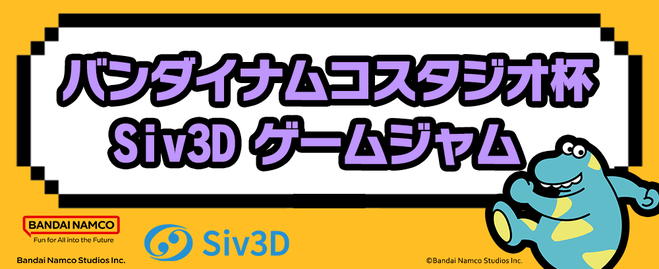 バンダイナムコスタジオ杯
Siv3D ゲームジャム
BANDAI NAMCO
Fun for All into the Future
Siv3D
Bandai Namco Studios Inc.
©Bandai Namco Studios Inc.